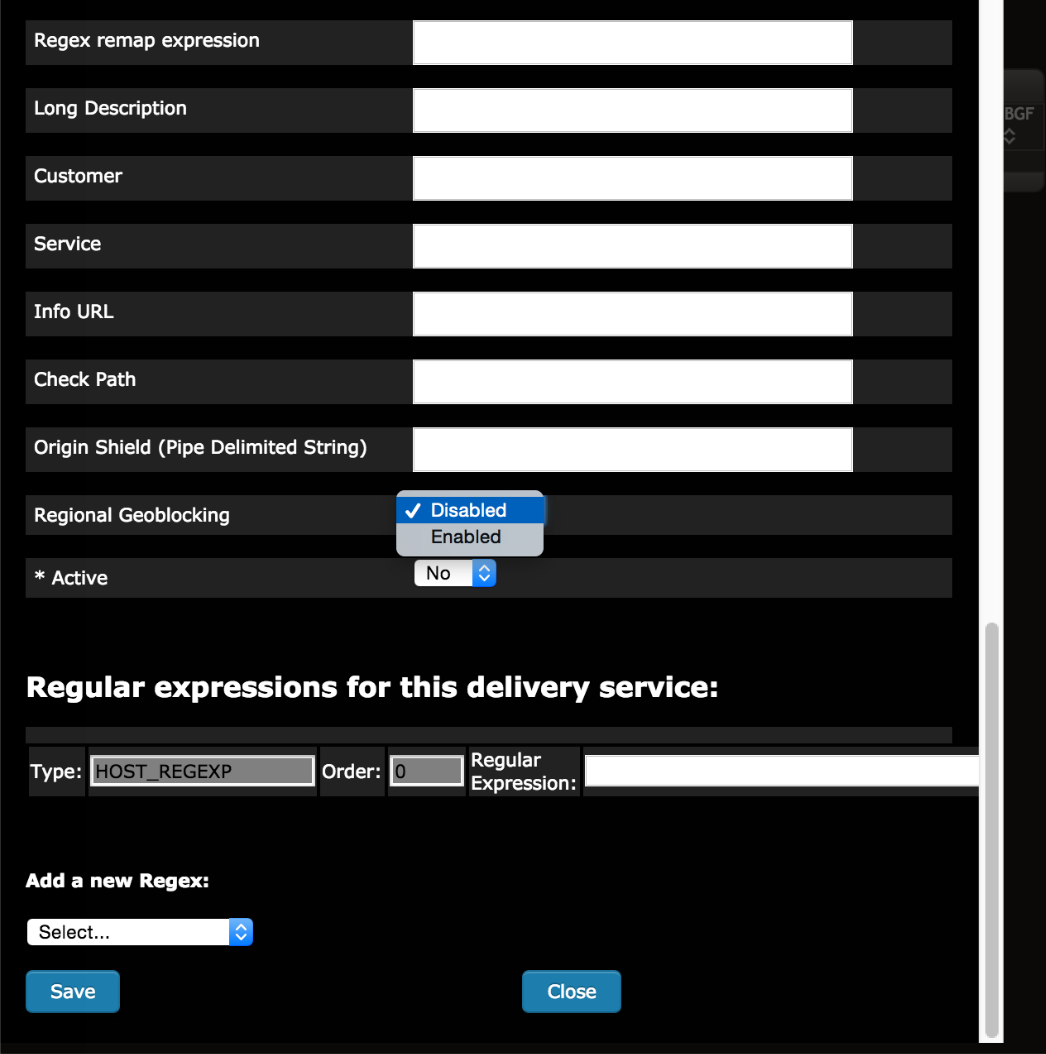 Regex remap expression
BGF
Long Description
Customer
Service
Info URL
Check Path
Origin Shield (Pipe Delimited String)
Regional Geoblocking
✓ Disabled
Enabled
* Active
No
Regular expressions for this delivery service:
Type: HOST_REGEXP Order: 0 Regular
Expression:
Add a new Regex:
Select...
Save Close